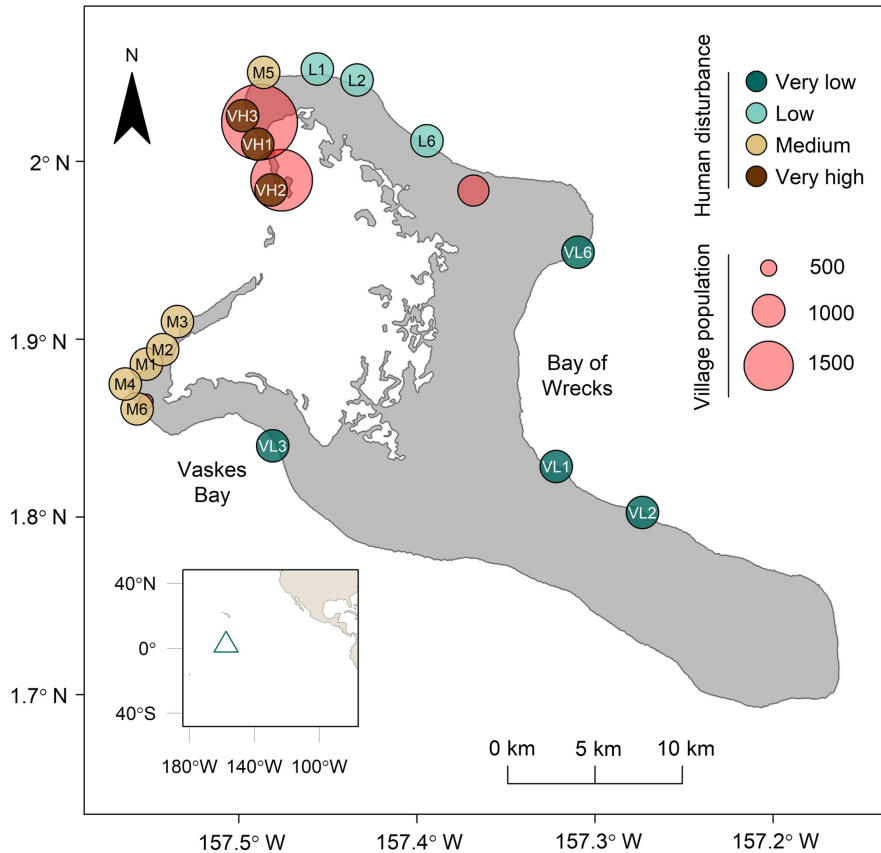 N
M5
L1
L2
VH3
VH1
VH2
L6
VL6
M3
M2
M1
M4
M6
VL3
VL1
VL2
Bay of
Wrecks
Vaskes
Bay
Human disturbance
Very low
Low
Medium
Very high
Village population
500
1000
1500
2° N
1.9° N
1.8° N
1.7° N
40°N
0°
40°S
180°W 140°W 100°W
0 km 5 km 10 km
157.5° W 157.4° W 157.3° W 157.2° W